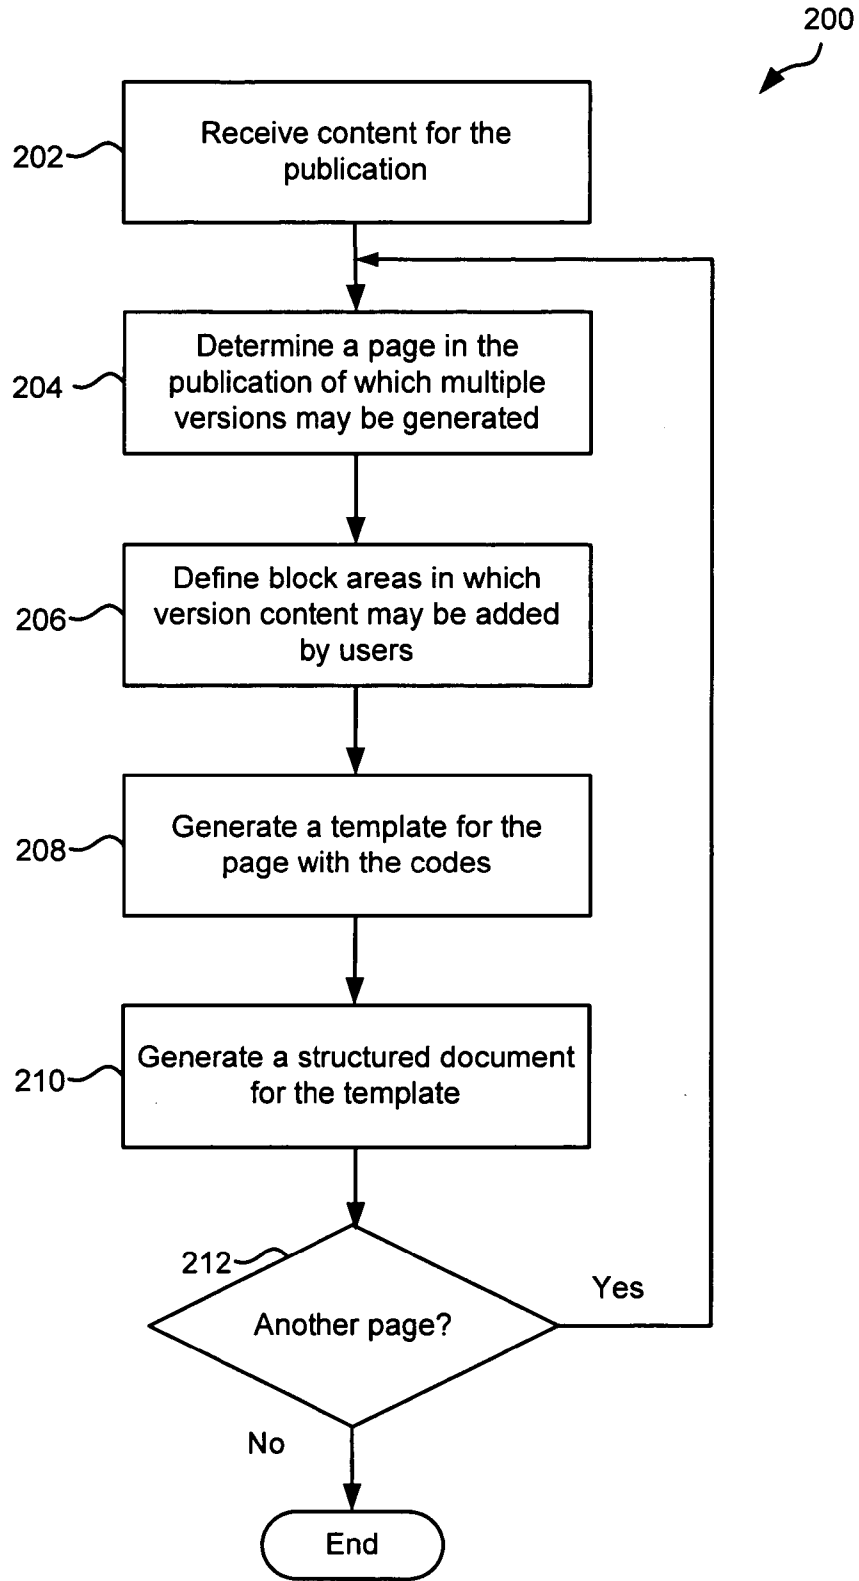 200
202
Receive content for the
publication
204
Determine a page in the
publication of which multiple
versions may be generated
206
Define block areas in which
version content may be added
by users
208
Generate a template for the
page with the codes
210
Generate a structured document
for the template
212
Another page?
Yes
No
End